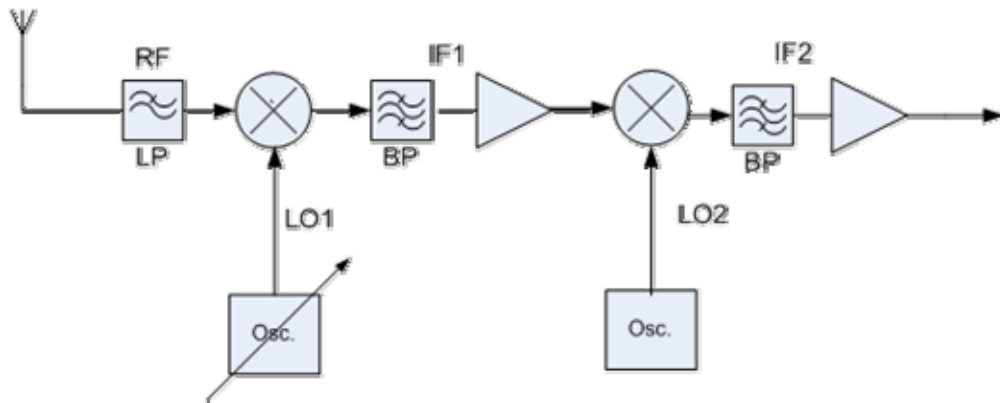 RF
LP
LO1
Osc.
IF1
BP
LO2
Osc.
IF2
BP